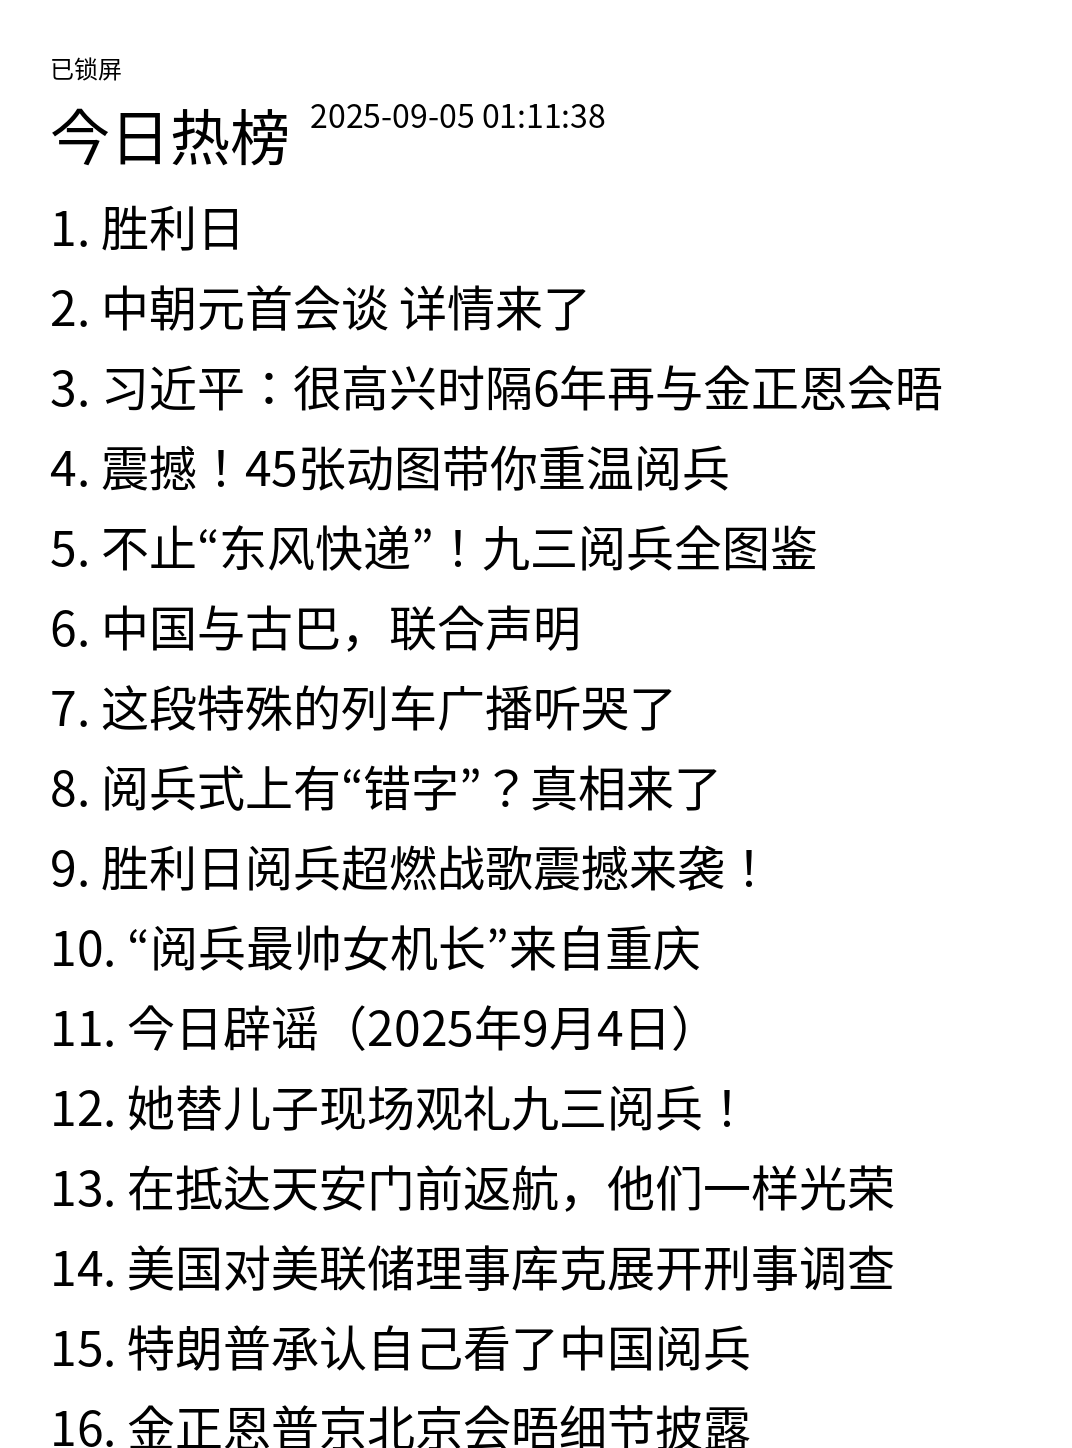 已锁屏
今日热榜 2025-09-05 01:11:38
1. 胜利日
2. 中朝元首会谈 详情来了
3. 习近平：很高兴时隔6年再与金正恩会晤
4. 震撼！45张动图带你重温阅兵
5. 不止“东风快递”！九三阅兵全图鉴
6. 中国与古巴，联合声明
7. 这段特殊的列车广播听哭了
8. 阅兵式上有“错字”？真相来了
9. 胜利日阅兵超燃战歌震撼来袭！
10. “阅兵最帅女机长”来自重庆
11. 今日辟谣（2025年9月4日）
12. 她替儿子现场观礼九三阅兵！
13. 在抵达天安门前返航，他们一样光荣
14. 美国对美联储理事库克展开刑事调查
15. 特朗普承认自己看了中国阅兵
16. 金正恩普京北京会晤细节披露